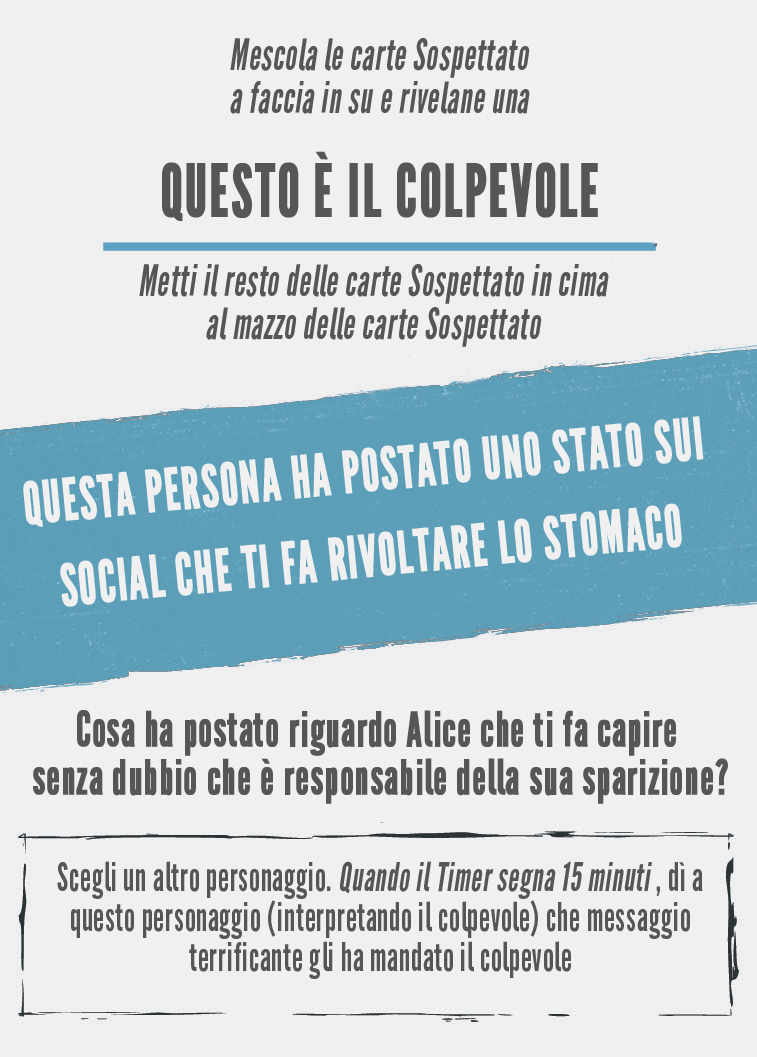 Mescola le carte Sospettato
a faccia in su e rivelane una
QUESTO È IL COLPEVOLE
Metti il resto delle carte Sospettato in cima
al mazzo delle carte Sospettato
QUESTA PERSONA HA POSTATO UNO STATO SUI
SOCIAL CHE TI FA RIVOLTARE LO STOMACO
Cosa ha postato riguardo Alice che ti fa capire
senza dubbio che è responsabile della sua sparizione?
Scegli un altro personaggio. Quando il Timer segna 15 minuti , dì a
questo personaggio (interpretando il colpevole) che messaggio
terrificante gli ha mandato il colpevole